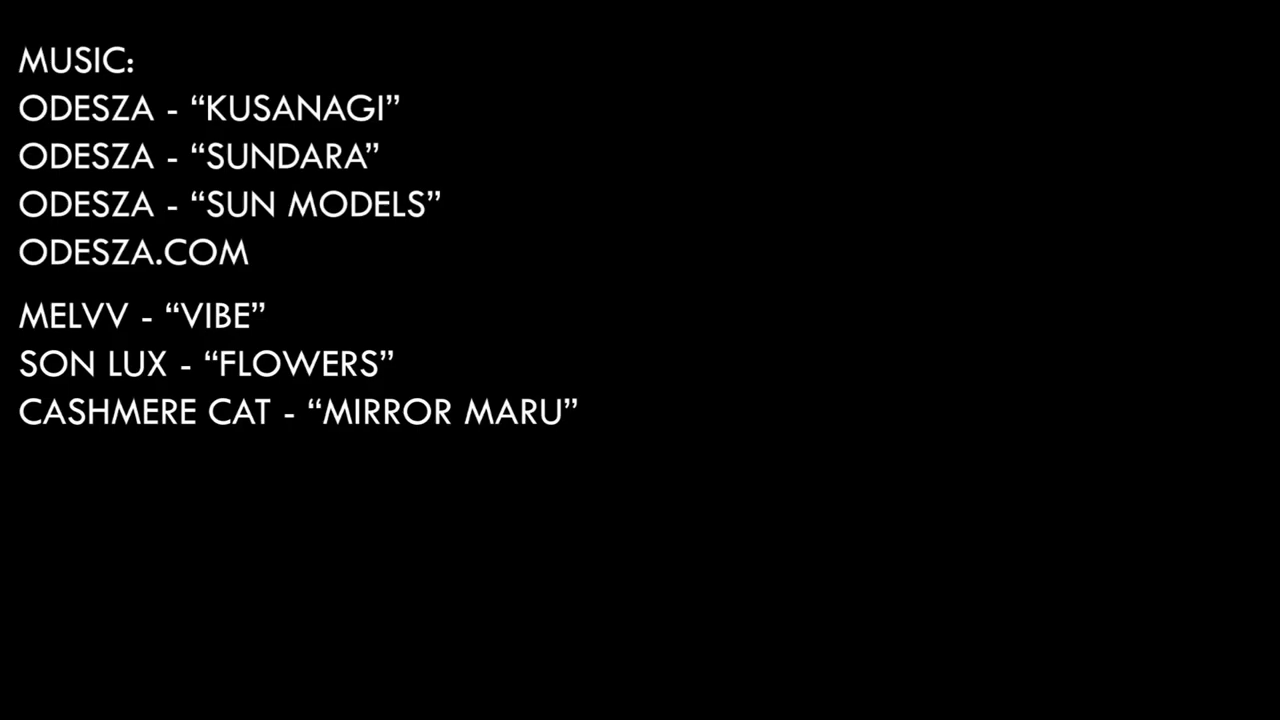 MUSIC:
ODESZA - “KUSANAGI”
ODESZA - “SUNDARA”
ODESZA - “SUN MODELS”
ODESZA.COM
MELVV - “VIBE”
SON LUX - “FLOWERS”
CASHMERE CAT - “MIRROR MARU”